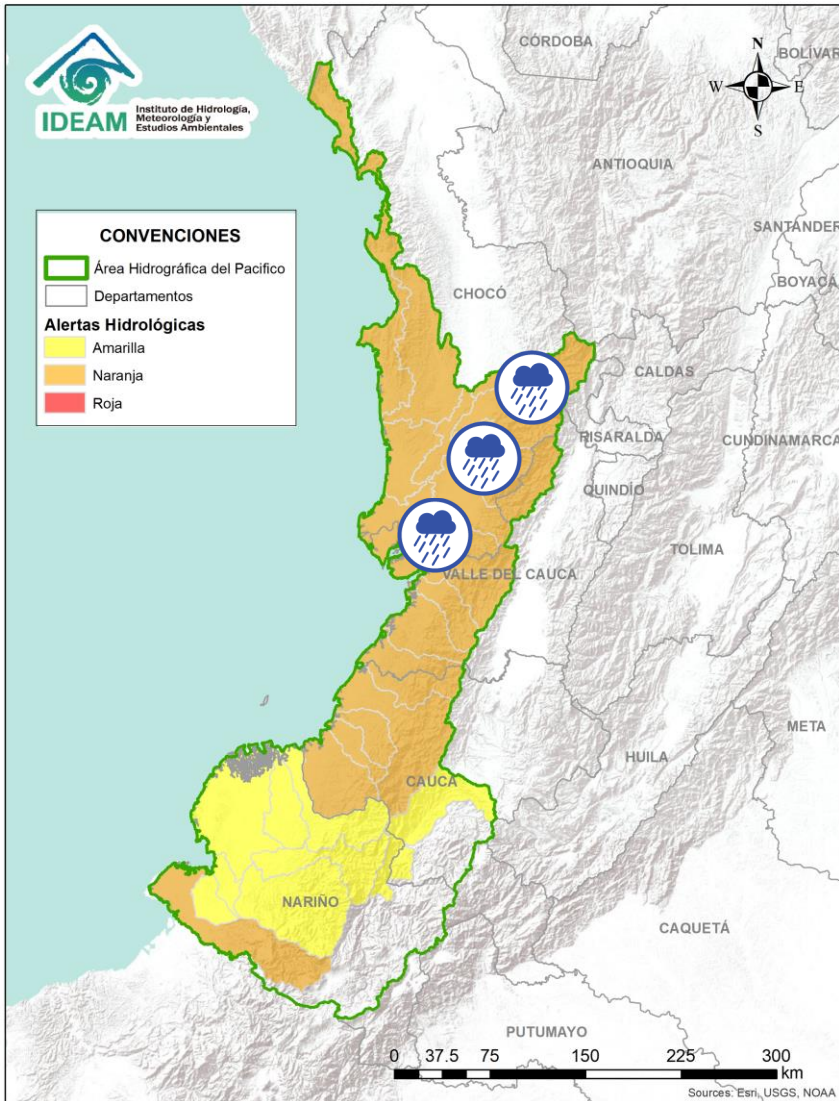 IDEAM
Instituto de Hidrología,
Meteorología y
Estudios Ambientales
N
W
E
S
CÓRDOBA
BOLÍVAR
ANTIOQUIA
SANTANDER
BOYACÁ
CONVENCIONES
Área Hidrográfica del Pacifico
Departamentos
Alertas Hidrológicas
Amarilla
Naranja
Roja
CHOCÓ
CALDAS
RISARALDA
CUNDINAMARCA
QUINDÍO
TOLIMA
VALLE DEL CAUCA
META
HUILA
CAUCA
NARIÑO
CAQUETÁ
PUTUMAYO
0 37.5 75 150 225 300
km
Sources: Esri, USGS, NOAA